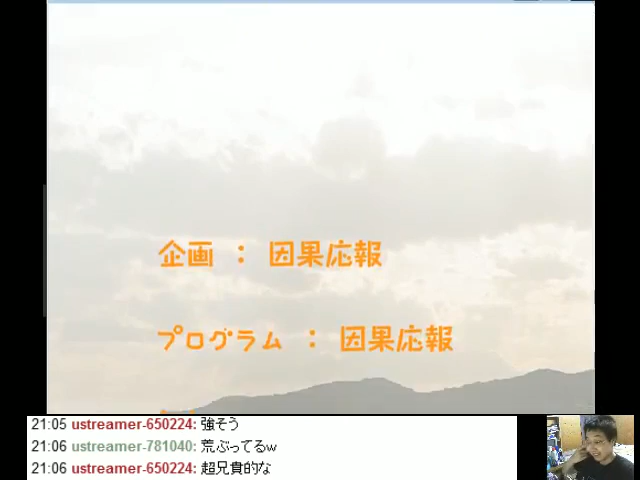 企画 : 因果応報
プログラム : 因果応報
21:05 ustreamer-650224: 強そう
21:06 ustreamer-781040: 荒ぶってるw
21:06 ustreamer-650224: 超兄貴的な